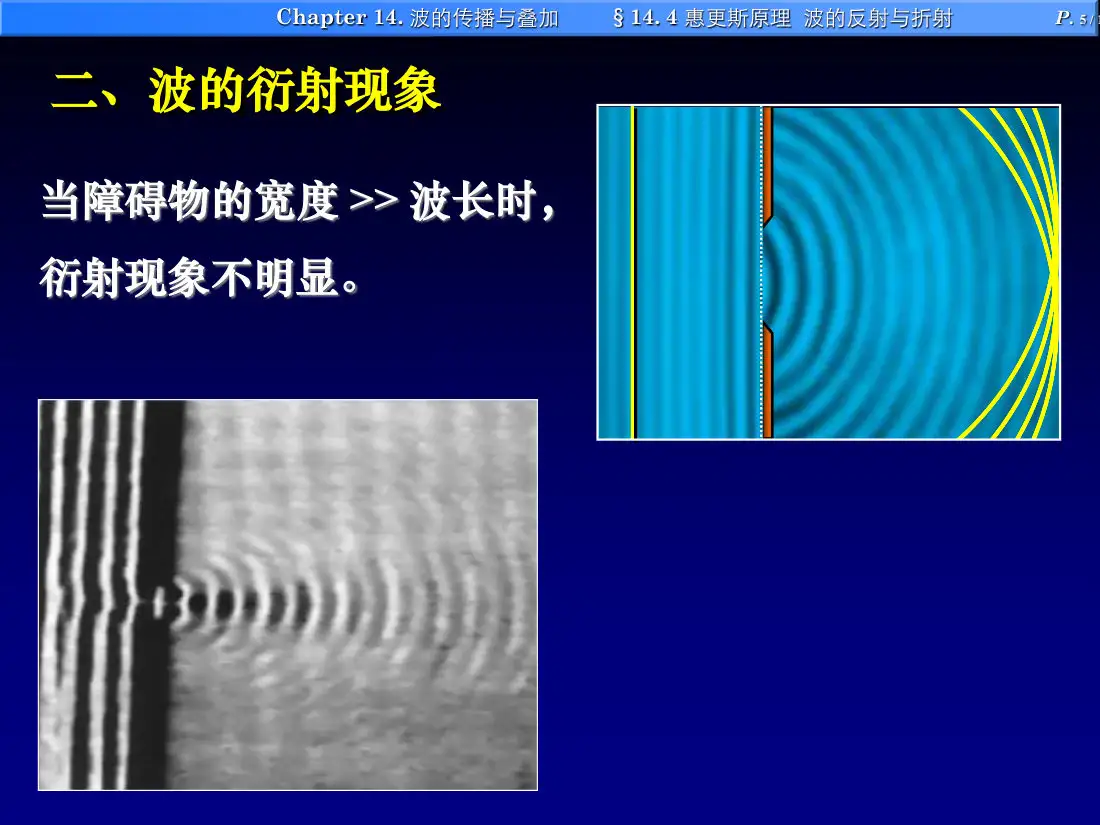 Chapter 14. 波的传播与叠加 §14.4 惠更斯原理 波的反射与折射 P. 5 /
二、波的衍射现象
当障碍物的宽度 >> 波长时，
衍射现象不明显。